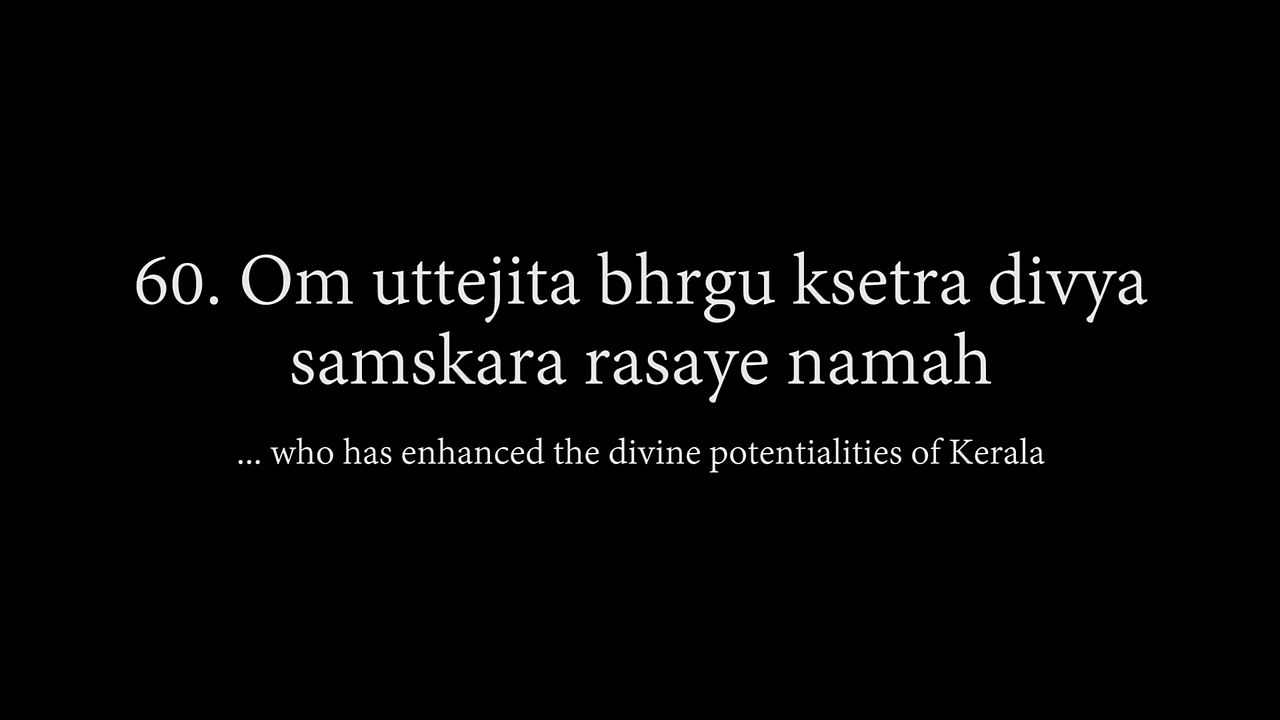 60. Om uttejita bhrgu ksetra divya
samskara rasaye namah
... who has enhanced the divine potentialities of Kerala